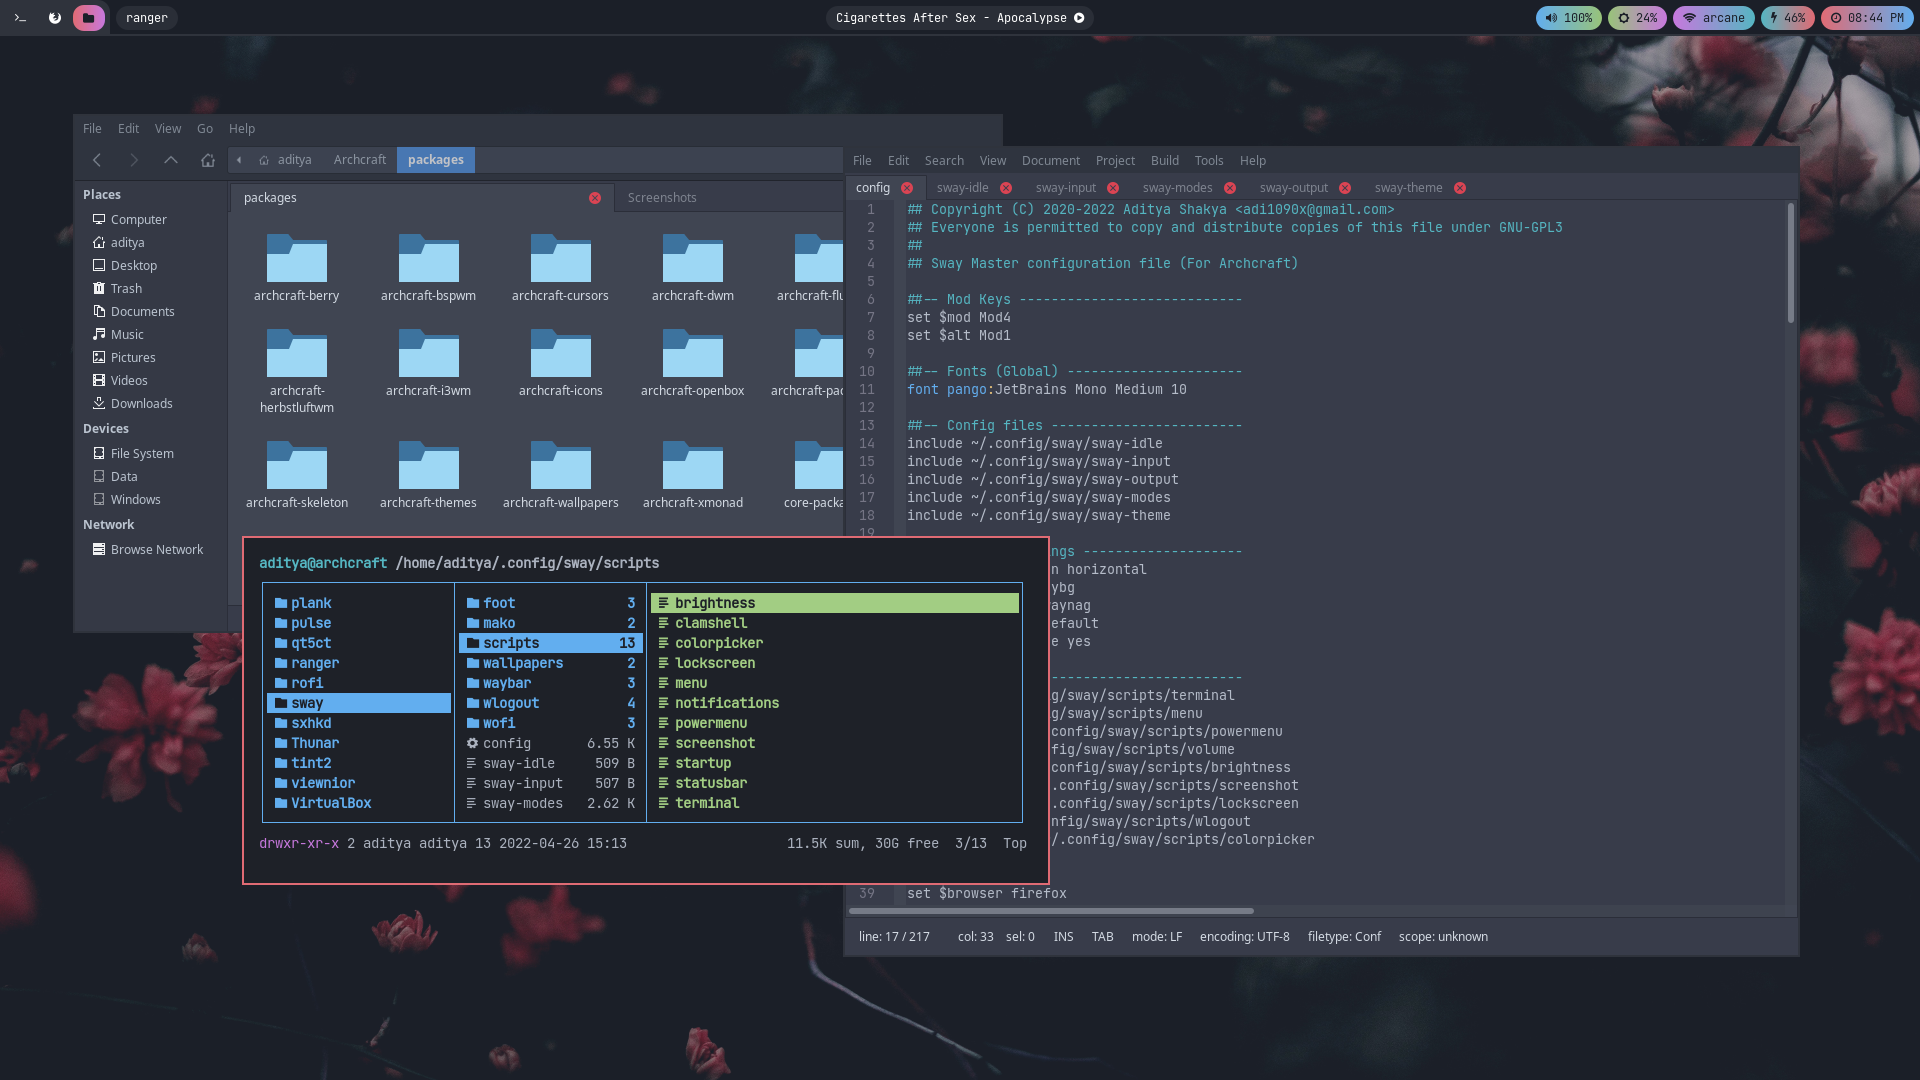 ranger
Cigarettes After Sex - Apocalypse
100% 24% arcane 46% 08:44 PM
File Edit View Go Help
aditya Archcraft packages
Places
Computer
aditya
Desktop
Trash
Documents
Music
Pictures
Videos
Downloads
Devices
File System
Data
Windows
Network
Browse Network
packages Screenshots
archcraft-berry archcraft-bspwm archcraft-cursors archcraft-dwm archcraft-flu
archcraft-herbstluftwm archcraft-i3wm archcraft-icons archcraft-openbox archcraft-pac
archcraft-skeleton archcraft-themes archcraft-wallpapers archcraft-xmonad core-packa
File Edit Search View Document Project Build Tools Help
config sway-idle sway-input sway-modes sway-output sway-theme
1 ## Copyright (C) 2020-2022 Aditya Shakya <adi1090x@gmail.com>
2 ## Everyone is permitted to copy and distribute copies of this file under GNU-GPL3
3 ##
4 ## Sway Master configuration file (For Archcraft)
5
6 ##-- Mod Keys ----------------------------
7 set $mod Mod4
8 set $alt Mod1
9
10 ##-- Fonts (Global) ----------------------
11 font pango:JetBrains Mono Medium 10
12
13 ##-- Config files ------------------------
14 include ~/.config/sway/sway-idle
15 include ~/.config/sway/sway-input
16 include ~/.config/sway/sway-output
17 include ~/.config/sway/sway-modes
18 include ~/.config/sway/sway-theme
19
ngs --------------------
n horizontal
ybg
aynag
efault
e yes
------------------------
g/sway/scripts/terminal
g/sway/scripts/menu
config/sway/scripts/powermenu
fig/sway/scripts/volume
config/sway/scripts/brightness
.config/sway/scripts/screenshot
.config/sway/scripts/lockscreen
nfig/sway/scripts/wlogout
/.config/sway/scripts/colorpicker
39 set $browser firefox
line: 17 / 217 col: 33 sel: 0 INS TAB mode: LF encoding: UTF-8 filetype: Conf scope: unknown
aditya@archcraft /home/aditya/.config/sway/scripts
plank foot 3 brightness
pulse mako 2 clamshell
qt5ct scripts 13 colorpicker
ranger wallpapers 2 lockscreen
rofi waybar 3 menu
sway wlogout 4 notifications
sxhkd wofi 3 powermenu
Thunar config 6.55 K screenshot
tint2 sway-idle 509 B startup
viewnior sway-input 507 B statusbar
VirtualBox sway-modes 2.62 K terminal
drwxr-xr-x 2 aditya aditya 13 2022-04-26 15:13 11.5K sum, 30G free 3/13 Top